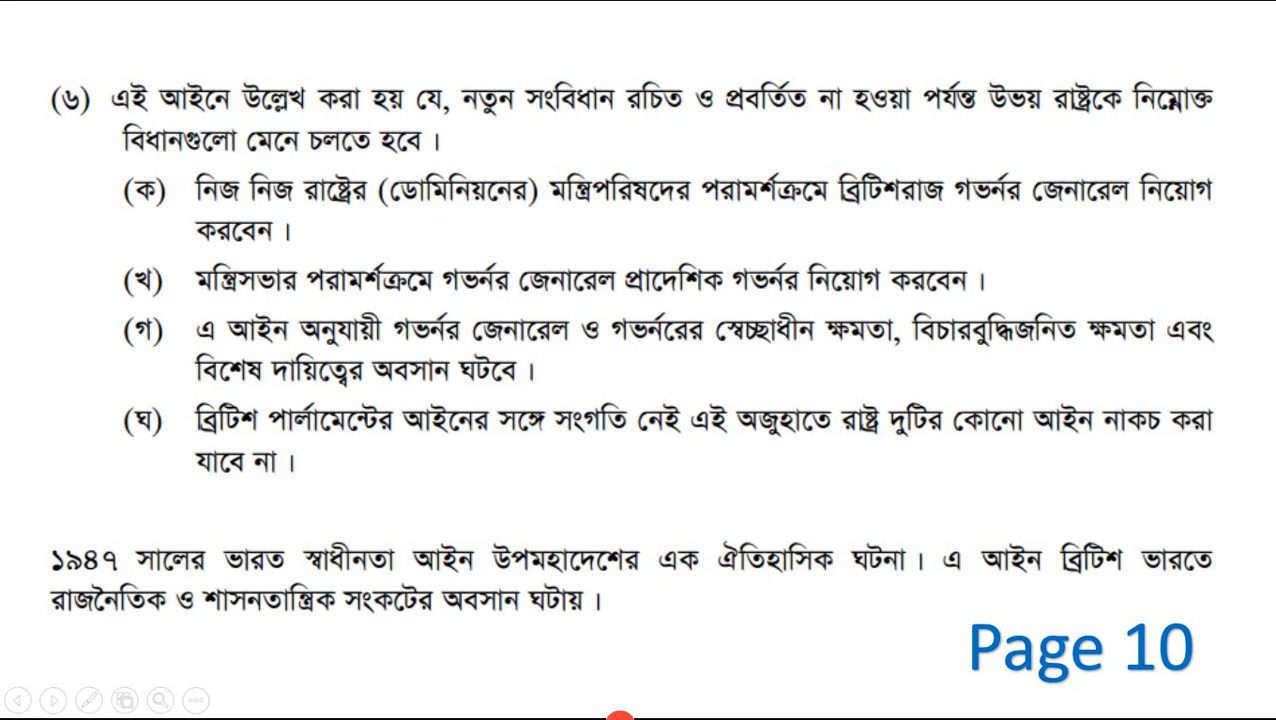 (৬) এই আইনে উল্লেখ করা হয় যে, নতুন সংবিধান রচিত ও প্রবর্তিত না হওয়া পর্যন্ত উভয় রাষ্ট্রকে নিম্নোক্ত
বিধানগুলো মেনে চলতে হবে ।
(ক) নিজ নিজ রাষ্ট্রের (ডোমিনিয়নের) মন্ত্রিপরিষদের পরামর্শক্রমে ব্রিটিশরাজ গভর্নর জেনারেল নিয়োগ
করবেন ।
(খ) মন্ত্রিসভার পরামর্শক্রমে গভর্নর জেনারেল প্রাদেশিক গভর্নর নিয়োগ করবেন ।
(গ) এ আইন অনুযায়ী গভর্নর জেনারেল ও গভর্নরের স্বেচ্ছাধীন ক্ষমতা, বিচারবুদ্ধিজনিত ক্ষমতা এবং
বিশেষ দায়িত্বের অবসান ঘটবে ।
(ঘ) ব্রিটিশ পার্লামেন্টের আইনের সঙ্গে সংগতি নেই এই অজুহাতে রাষ্ট্র দুটির কোনো আইন নাকচ করা
যাবে না ।
১৯৪৭ সালের ভারত স্বাধীনতা আইন উপমহাদেশের এক ঐতিহাসিক ঘটনা । এ আইন ব্রিটিশ ভারতে
রাজনৈতিক ও শাসনতান্ত্রিক সংকটের অবসান ঘটায় ।
Page 10